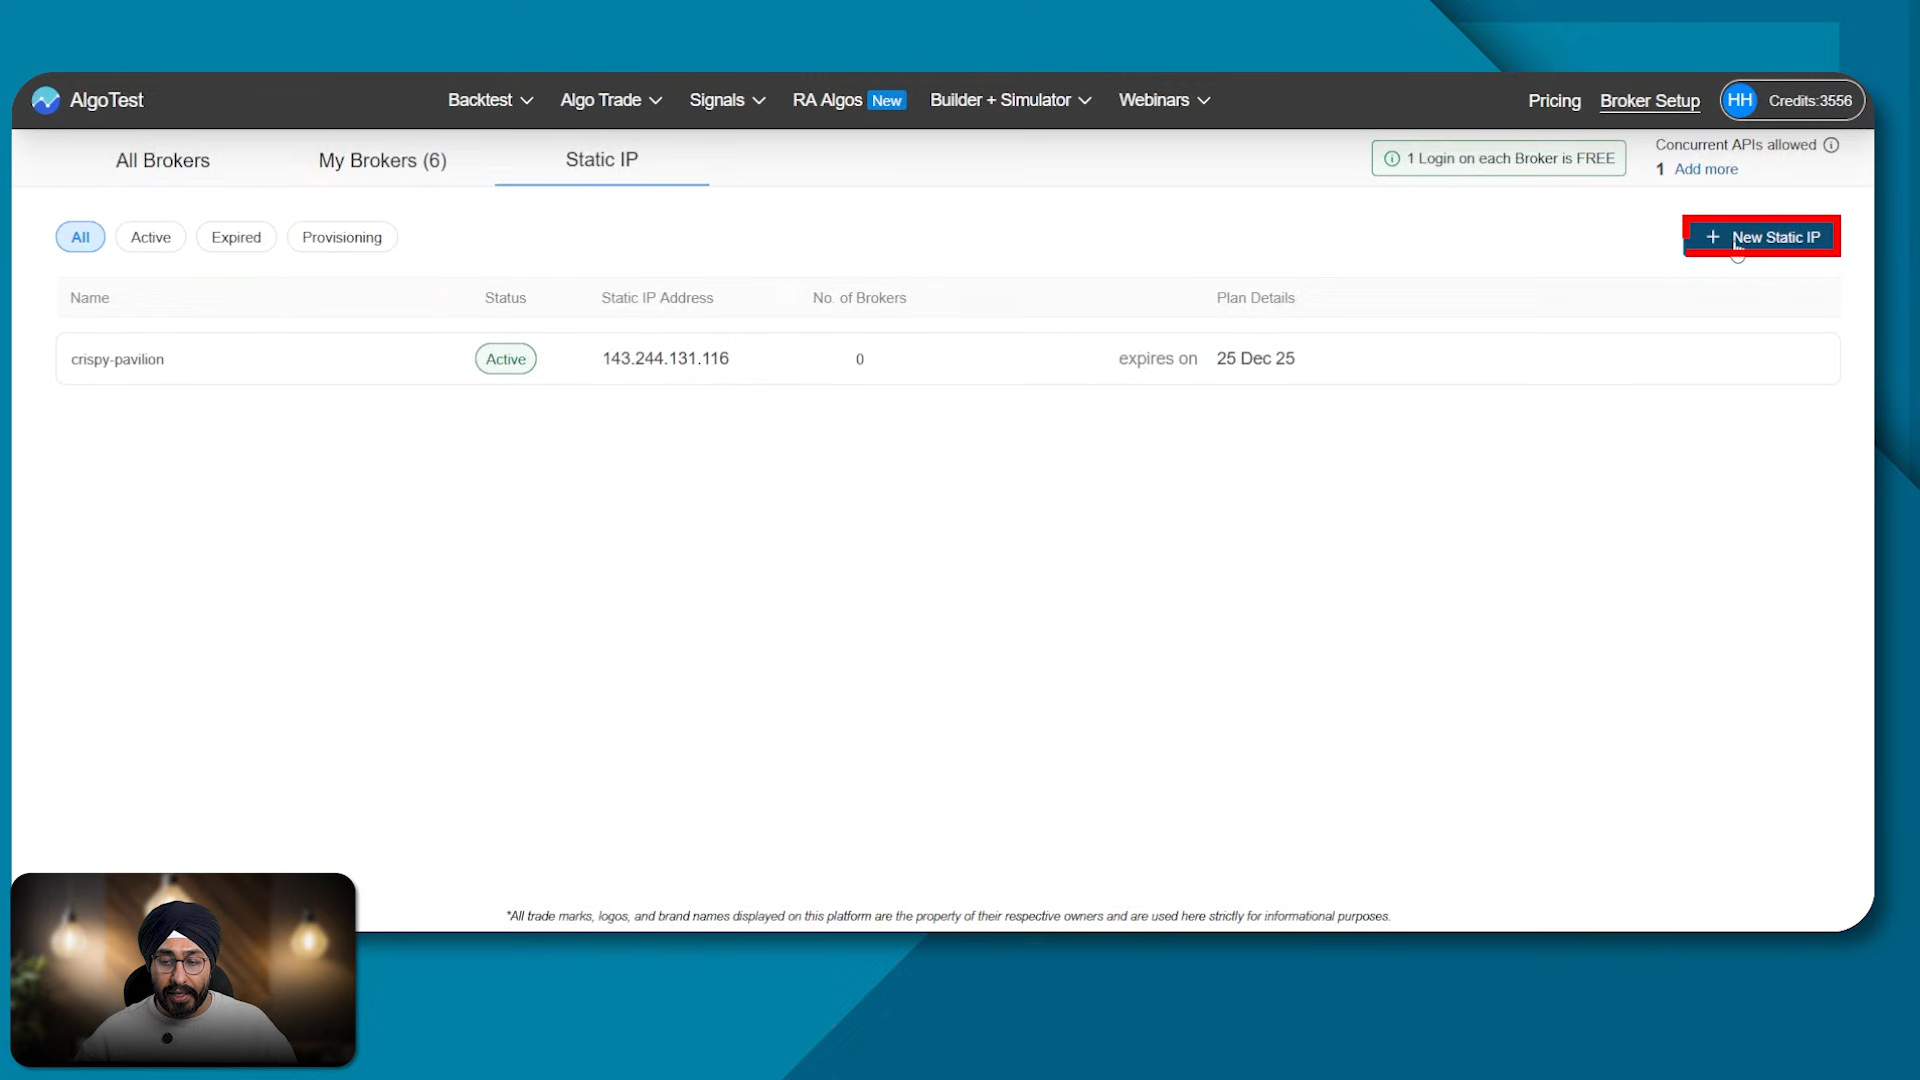 AlgoTest
Backtest
Algo Trade
Signals
RA Algos New
Builder + Simulator
Webinars
Pricing
Broker Setup
HH
Credits:3556
All Brokers
My Brokers (6)
Static IP
1 Login on each Broker is FREE
Concurrent APIs allowed
1 Add more
All
Active
Expired
Provisioning
+ New Static IP
Name
Status
Static IP Address
No. of Brokers
Plan Details
crispy-pavilion
Active
143.244.131.116
0
expires on 25 Dec 25
*All trade marks, logos, and brand names displayed on this platform are the property of their respective owners and are used here strictly for informational purposes.